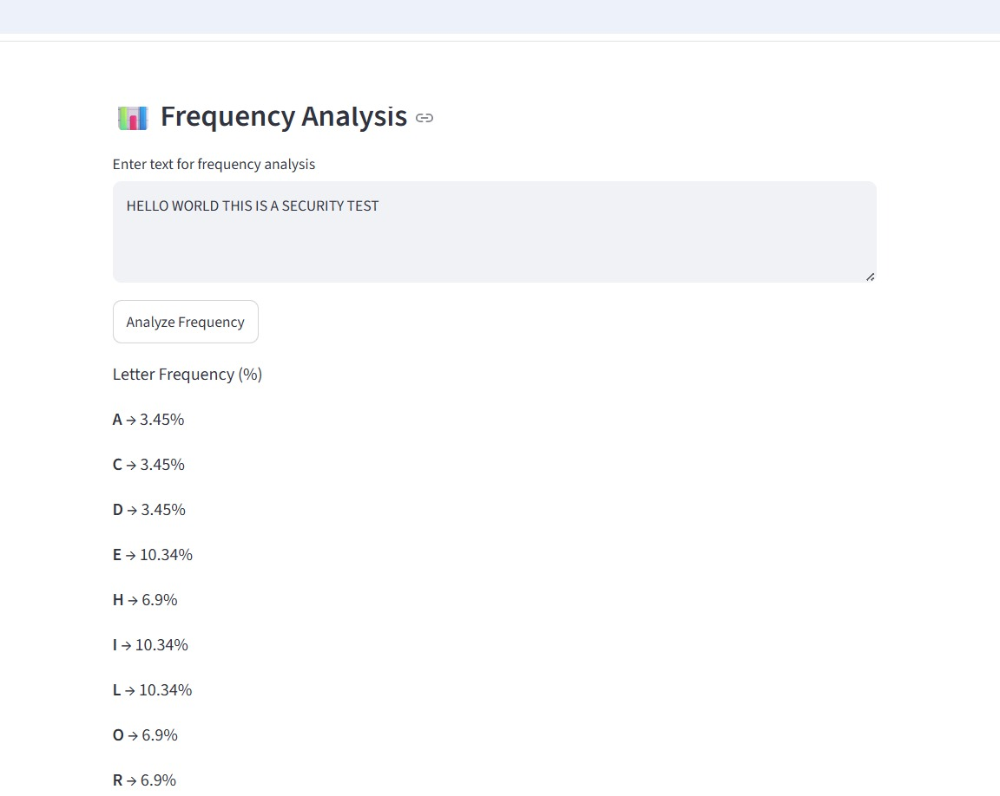 Frequency Analysis
Enter text for frequency analysis
HELLO WORLD THIS IS A SECURITY TEST
Analyze Frequency
Letter Frequency (%)
A → 3.45%
C → 3.45%
D → 3.45%
E → 10.34%
H → 6.9%
I → 10.34%
L → 10.34%
O → 6.9%
R → 6.9%